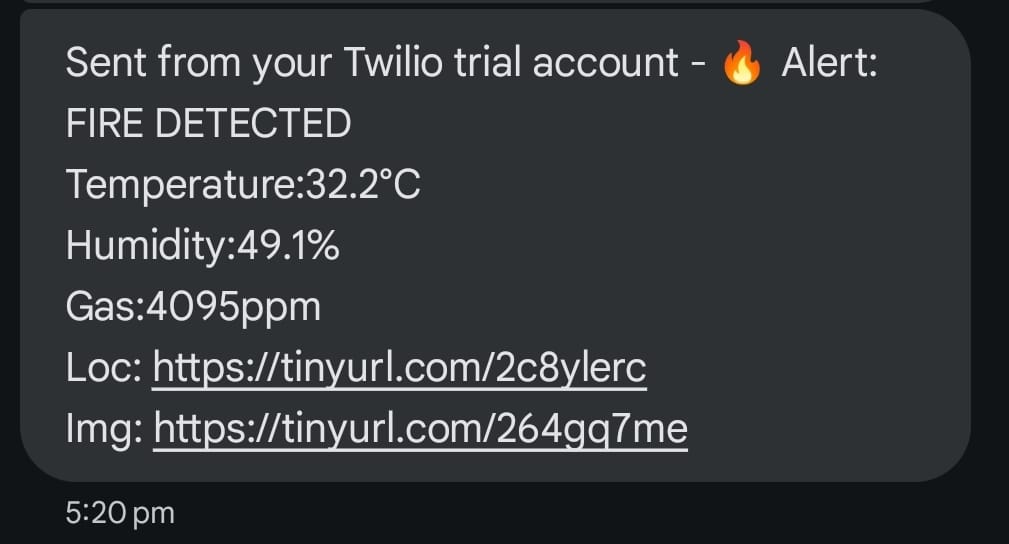 Sent from your Twilio trial account - 🔥 Alert:
FIRE DETECTED
Temperature:32.2°C
Humidity:49.1%
Gas:4095ppm
Loc: https://tinyurl.com/2c8ylerc
Img: https://tinyurl.com/264gq7me
5:20 pm